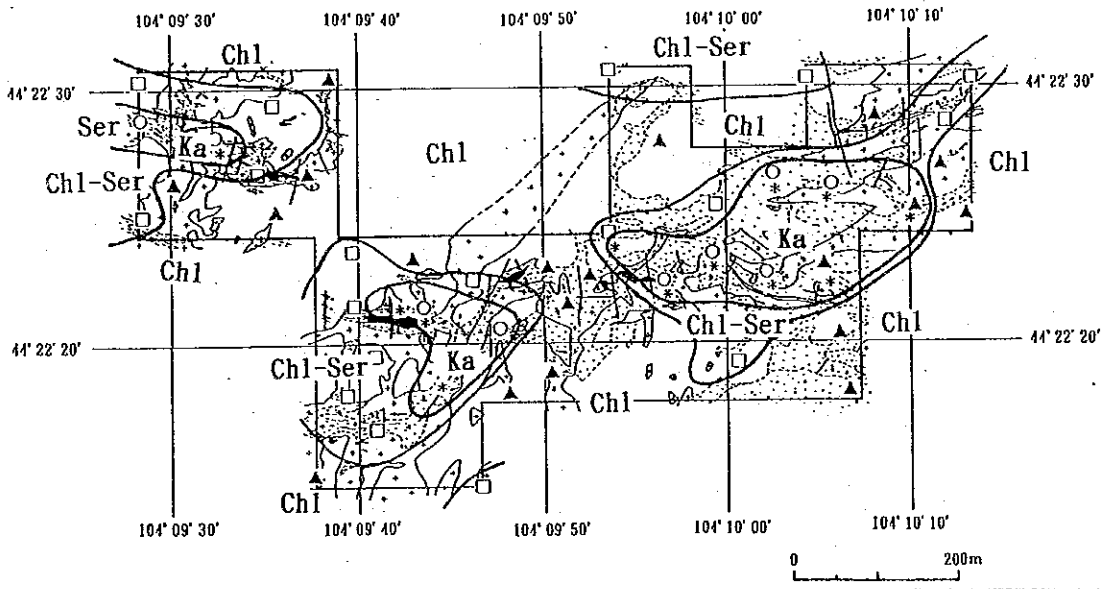 104° 09' 30" 104° 09' 40" 104° 09' 50" 104° 10' 00" 104° 10' 10"
Chl Chl-Ser
44° 22' 30" 44° 22' 30"
Ser Ka Chl Chl
Chl-Ser Chl
Chl Ka
Chl-Ser Chl
44° 22' 20" 44° 22' 20"
Chl-Ser Ka
Chl
Chl
104° 09' 30" 104° 09' 40" 104° 09' 50" 104° 10' 00" 104° 10' 10"
0 200m